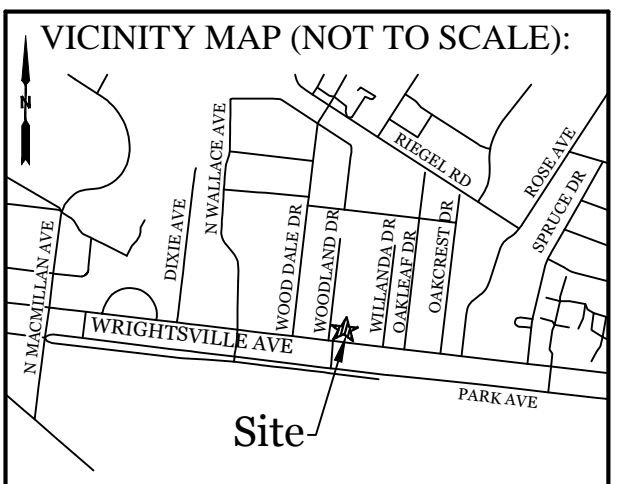 VICINITY MAP (NOT TO SCALE):
N
N MACMILLAN AVE
DIXIE AVE
N WALLACE AVE
WOOD DALE DR
WOODLAND DR
WILLANDA DR
OAKLEAF DR
OAKCREST DR
RIEGEL RD
ROSE AVE
SPRUCE DR
WRIGHTSVILLE AVE
PARK AVE
Site